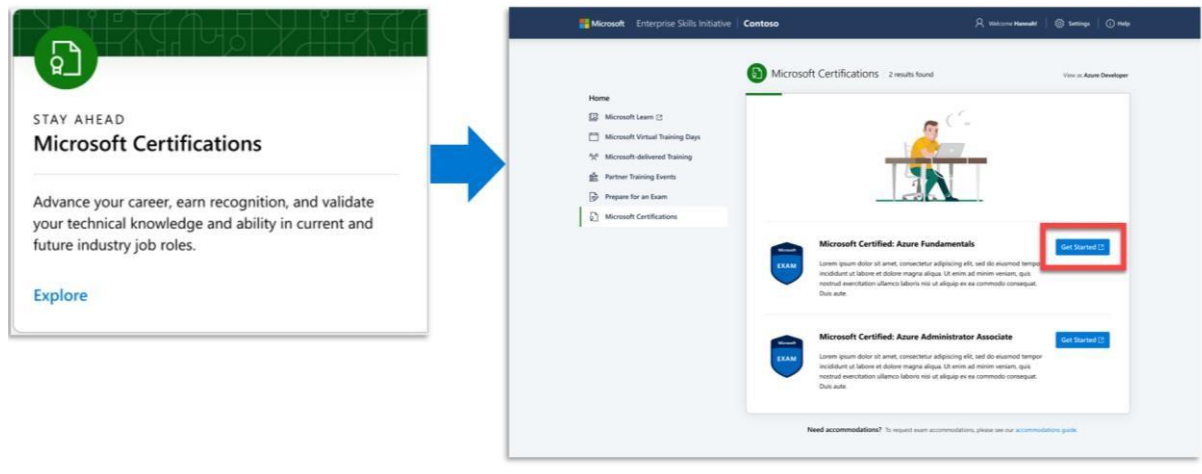 STAY AHEAD
Microsoft Certifications
Advance your career, earn recognition, and validate
your technical knowledge and ability in current and
future industry job roles.
Explore
Microsoft Enterprise Skills Initiative Contoso
Welcome Hannah! Settings Help
Microsoft Certifications 2 results found
View as Azure Developer
Home
Microsoft Learn
Microsoft Virtual Training Days
Microsoft-delivered Training
Partner Training Events
Prepare for an Exam
Microsoft Certifications
Microsoft
EXAM
Microsoft Certified: Azure Fundamentals
Get Started
Lorem ipsum dolor sit amet, consectetur adipiscing elit, sed do eiusmod tempor
incididunt ut labore et dolore magna aliqua. Ut enim ad minim veniam, quis
nostrud exercitation ullamco laboris nisi ut aliquip ex ea commodo consequat.
Duis aute.
Microsoft
EXAM
Microsoft Certified: Azure Administrator Associate
Get Started
Lorem ipsum dolor sit amet, consectetur adipiscing elit, sed do eiusmod tempor
incididunt ut labore et dolore magna aliqua. Ut enim ad minim veniam, quis
nostrud exercitation ullamco laboris nisi ut aliquip ex ea commodo consequat.
Duis aute.
Need accommodations? To request exam accommodations, please see our accommodations guide.